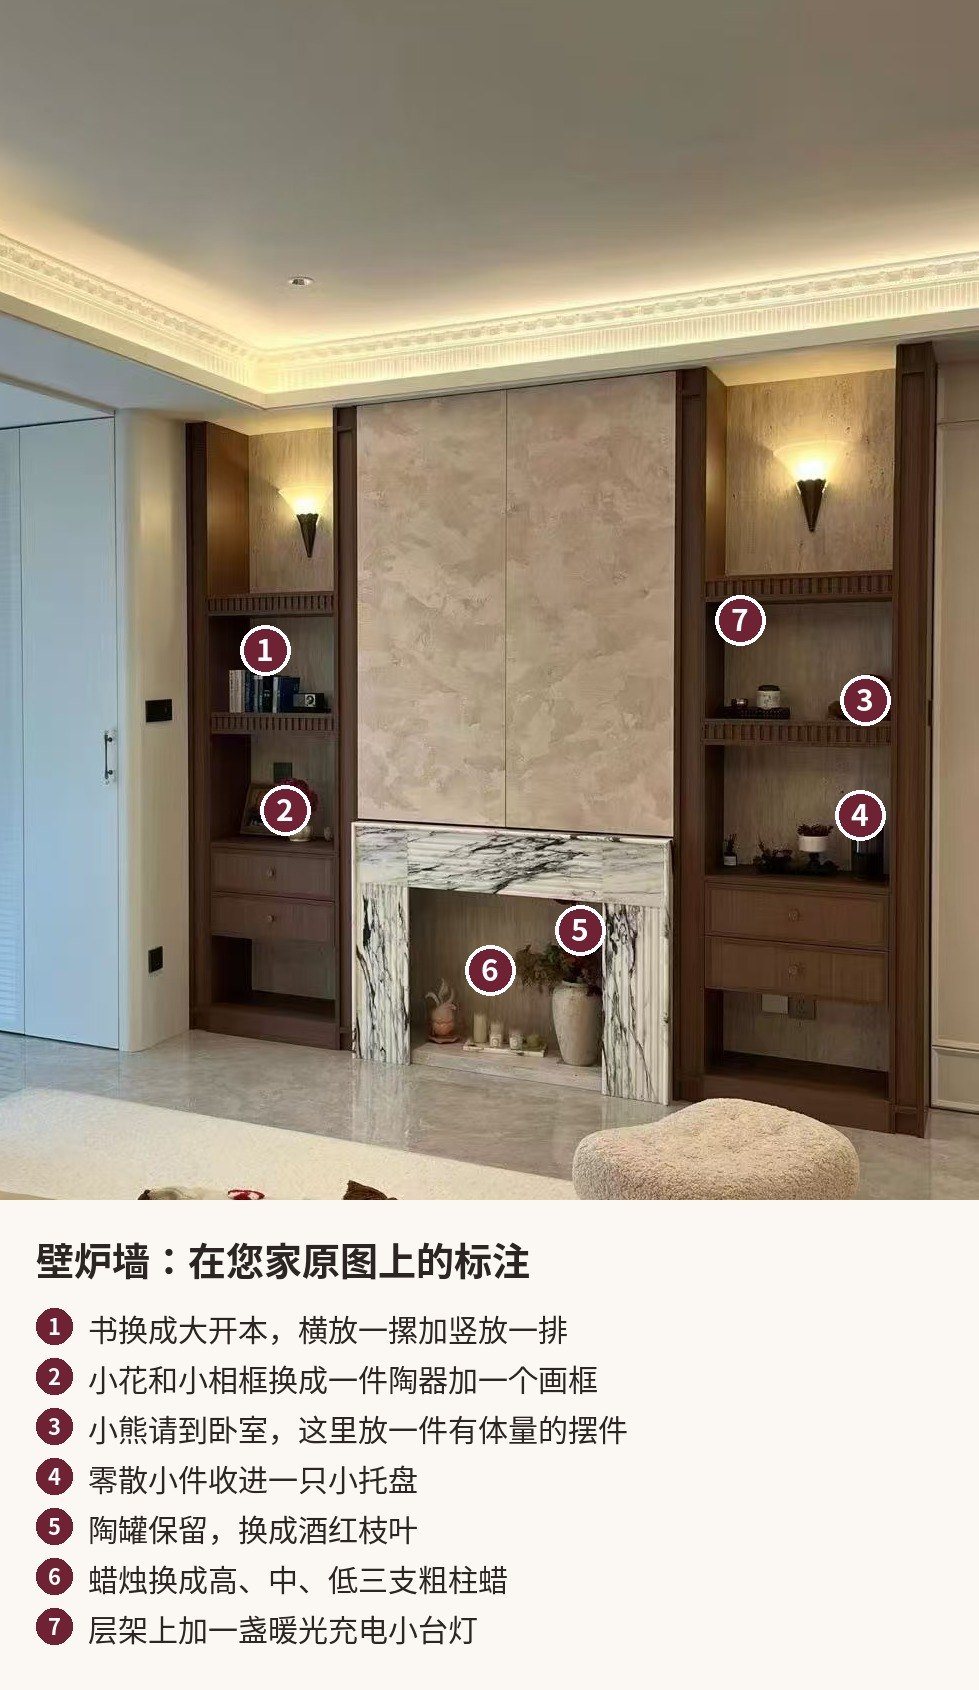 1
2
3
4
5
6
7
壁炉墙：在您家原图上的标注
1 书换成大开本，横放一摞加竖放一排
2 小花和小相框换成一件陶器加一个画框
3 小熊请到卧室，这里放一件有体量的摆件
4 零散小件收进一只小托盘
5 陶罐保留，换成酒红枝叶
6 蜡烛换成高、中、低三支粗柱蜡
7 层架上加一盏暖光充电小台灯